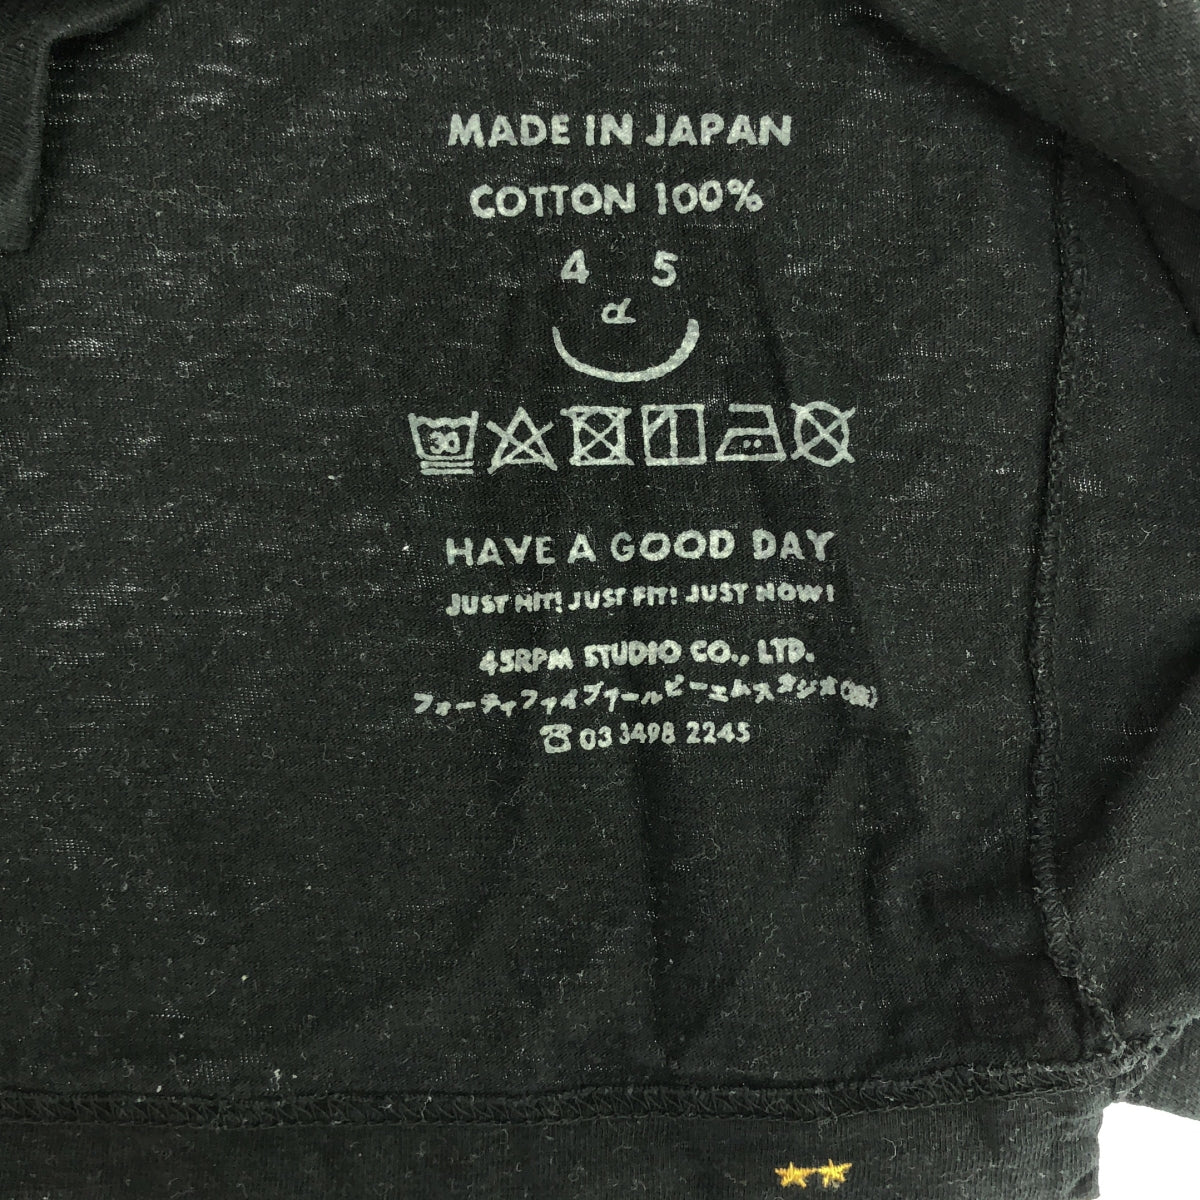 MADE IN JAPAN
COTTON 100%
4 5
d
30
HAVE A GOOD DAY
JUST HIT! JUST FIT! JUST NOW!
45RPM STUDIO CO., LTD.
フォーティファイブアールピーエムスタジオ(株)
☎03 3498 2245